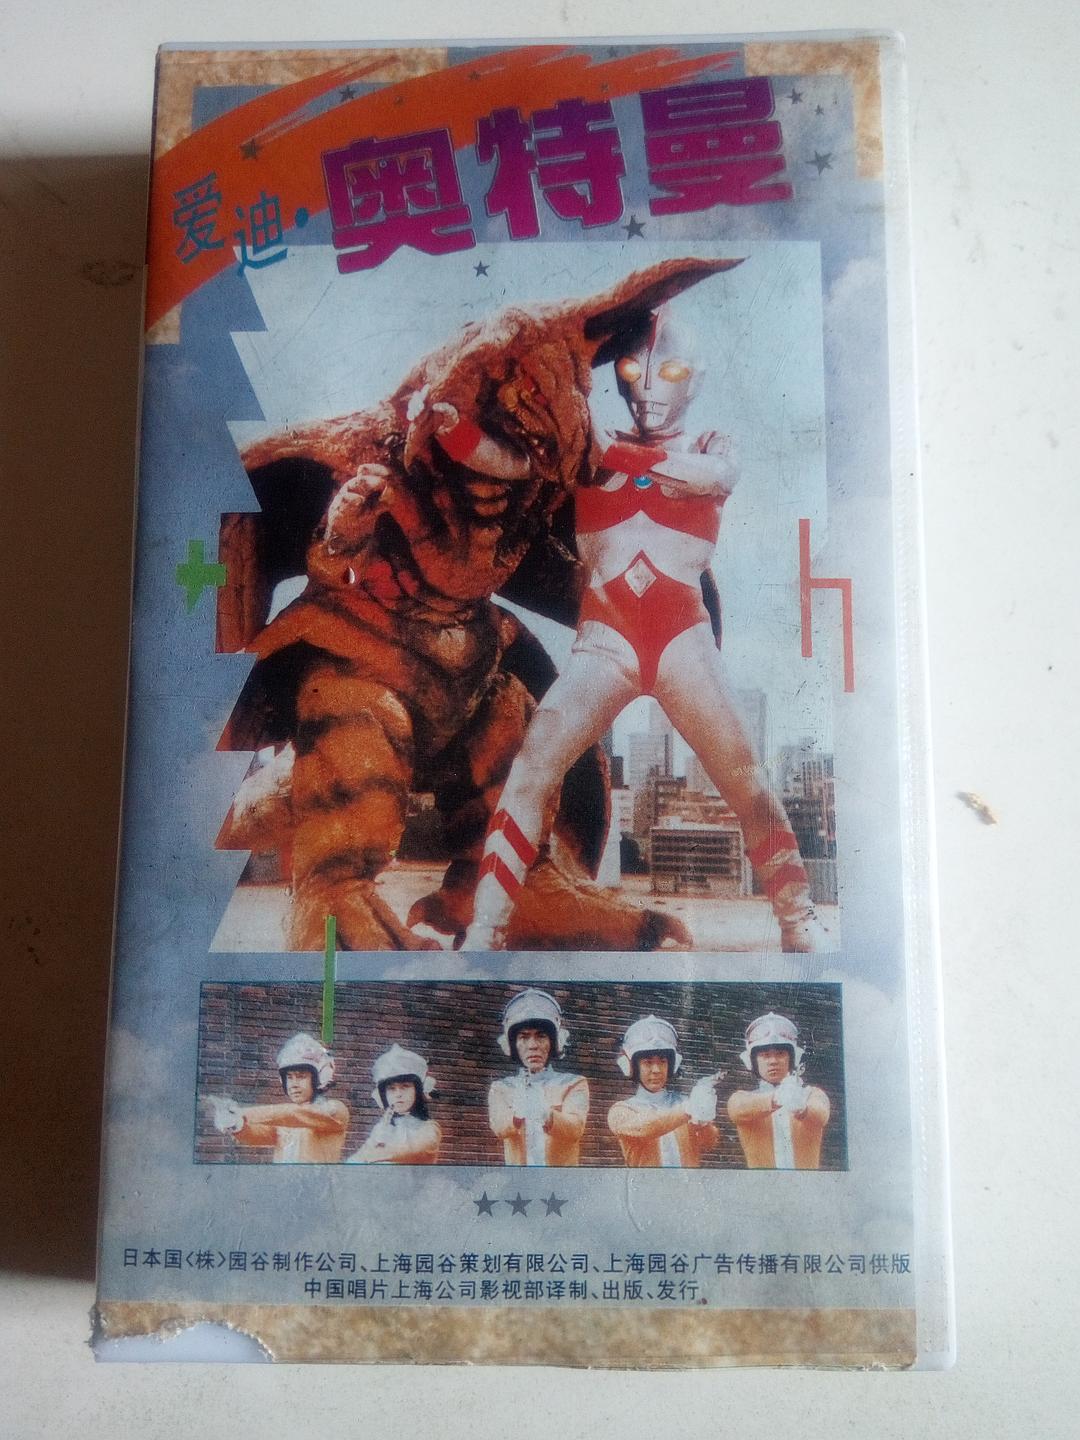 爱迪·奥特曼
日本国〈株〉园谷制作公司、上海园谷策划有限公司、上海园谷广告传播有限公司供版
中国唱片上海公司影视部译制、出版、发行